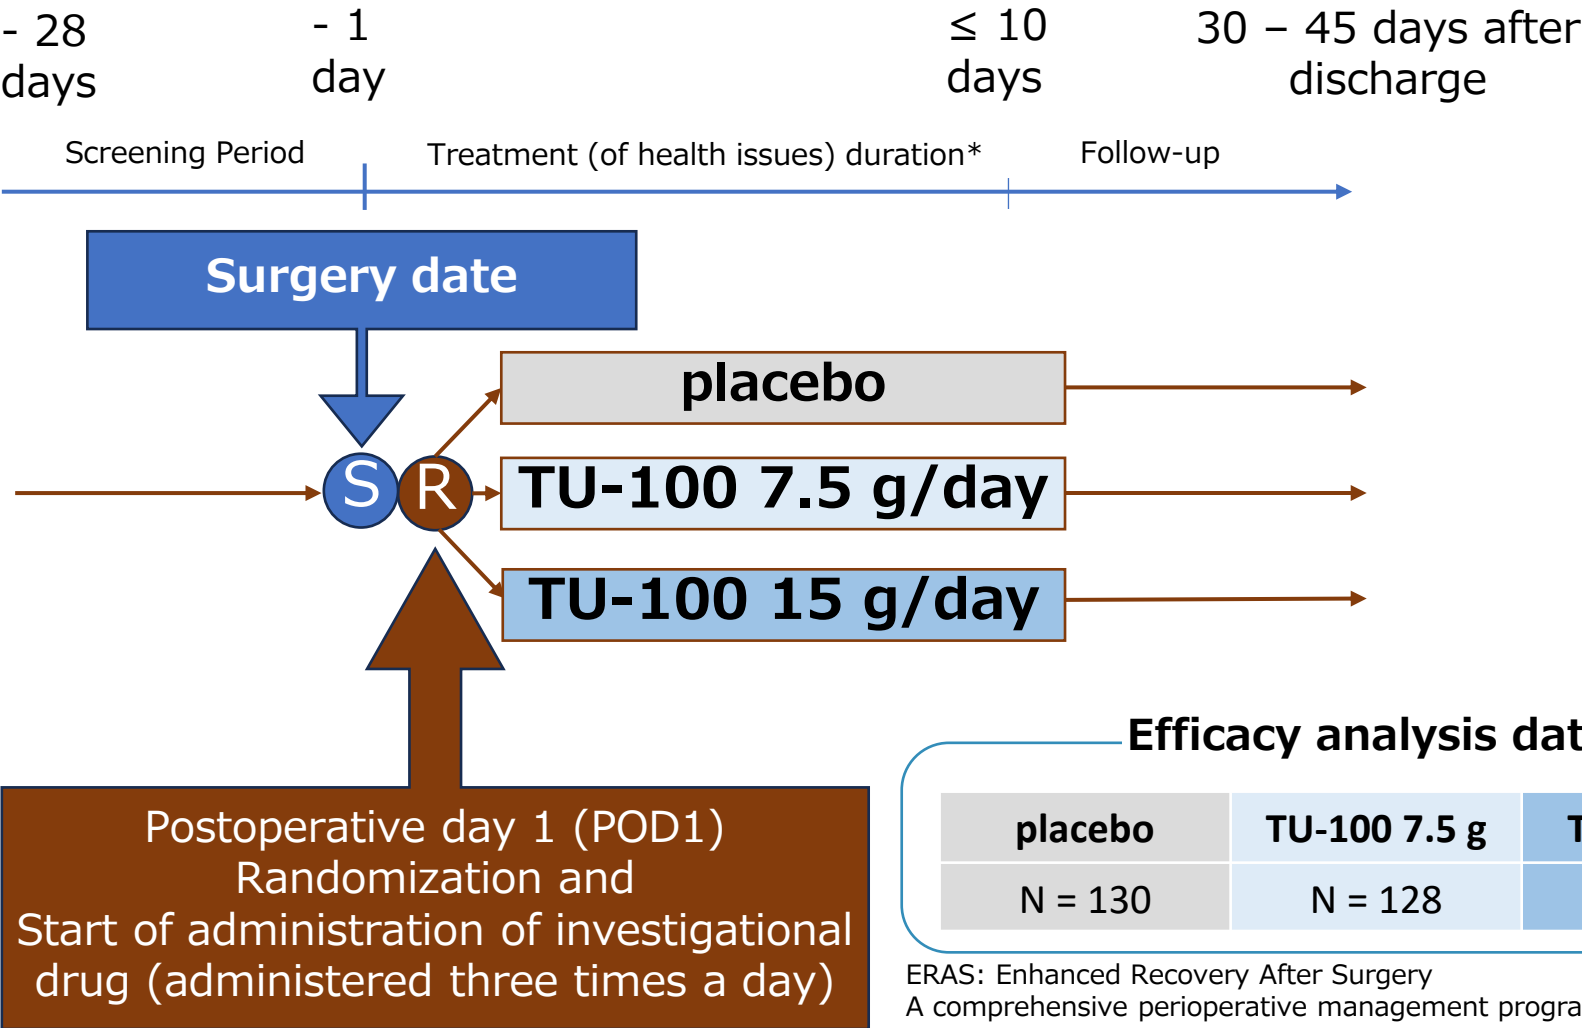 - 28
days
- 1
day
≤ 10
days
30 – 45 days after
discharge
Screening Period
Treatment (of health issues) duration*
Follow-up
Surgery date
S
R
placebo
TU-100 7.5 g/day
TU-100 15 g/day
Postoperative day 1 (POD1)
Randomization and
Start of administration of investigational
drug (administered three times a day)
Efficacy analysis
placebo
TU-100 7.5 g
N = 130
N = 128
ERAS: Enhanced Recovery After Surgery
A comprehensive perioperative management